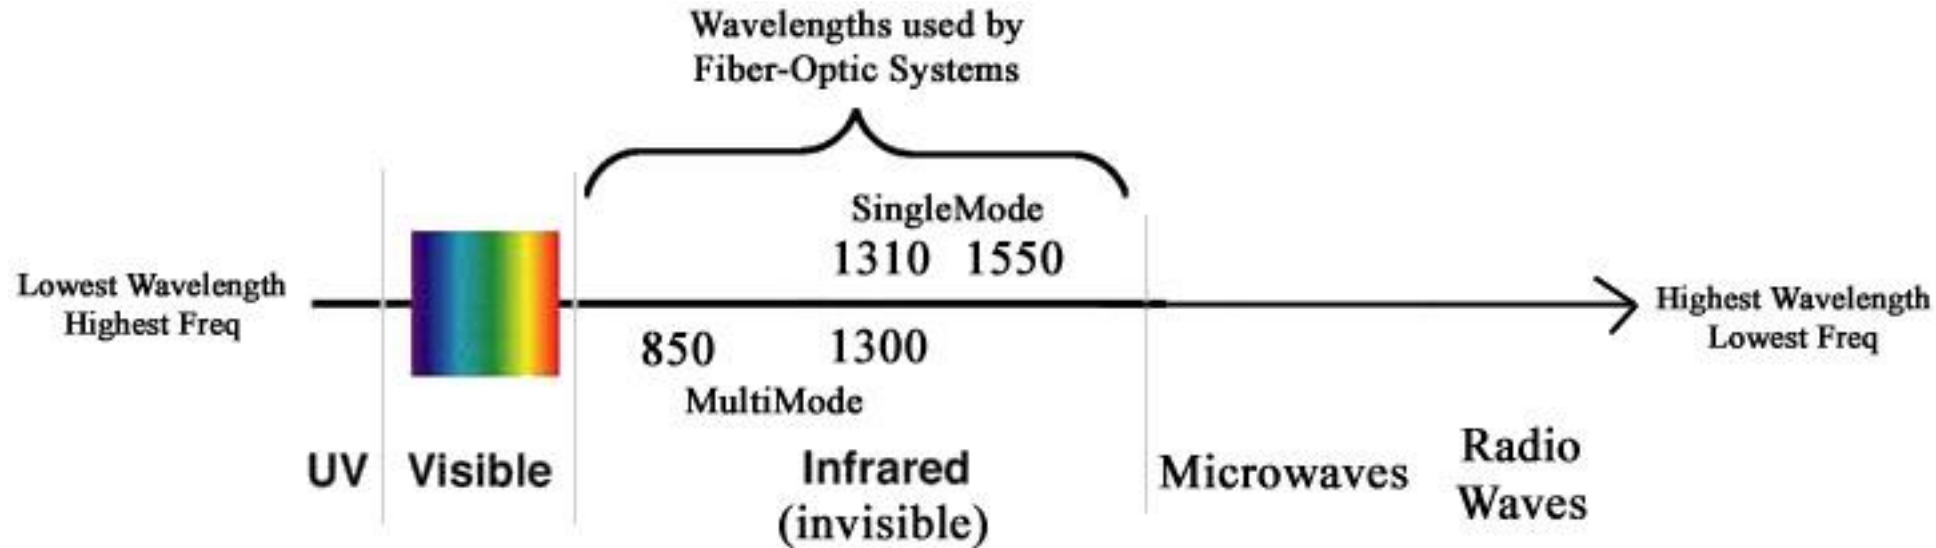 Wavelengths used by
Fiber-Optic Systems
SingleMode
1310 1550
Lowest Wavelength
Highest Freq
Highest Wavelength
Lowest Freq
850 1300
MultiMode
UV
Visible
Infrared
(invisible)
Microwaves
Radio
Waves